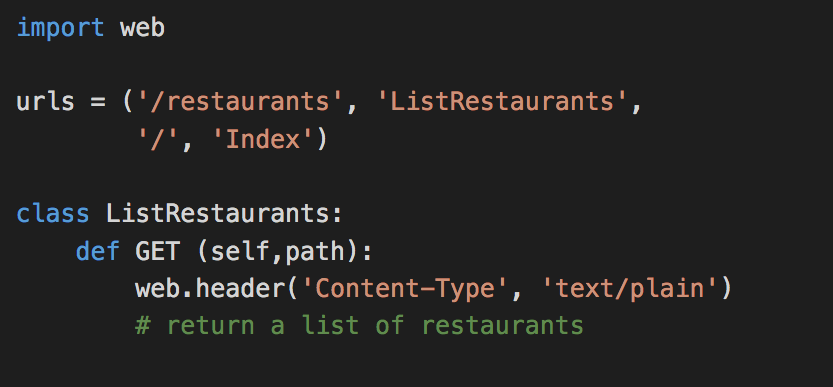 import web
urls = ('/restaurants', 'ListRestaurants',
'/', 'Index')
class ListRestaurants:
def GET (self,path):
web.header('Content-Type', 'text/plain')
# return a list of restaurants